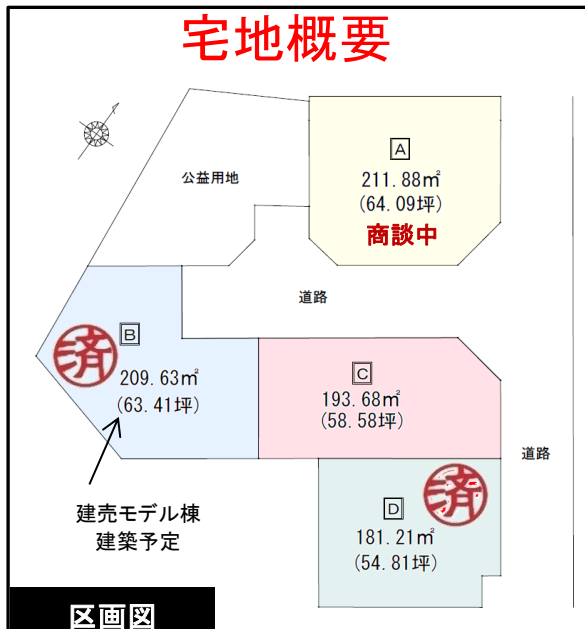 宅地概要
A
211.88㎡
(64.09坪)
商談中
公益用地
道路
B
済
209.63㎡
(63.41坪)
C
193.68㎡
(58.58坪)
道路
済
D
181.21㎡
(54.81坪)
建売モデル棟
建築予定
区画図